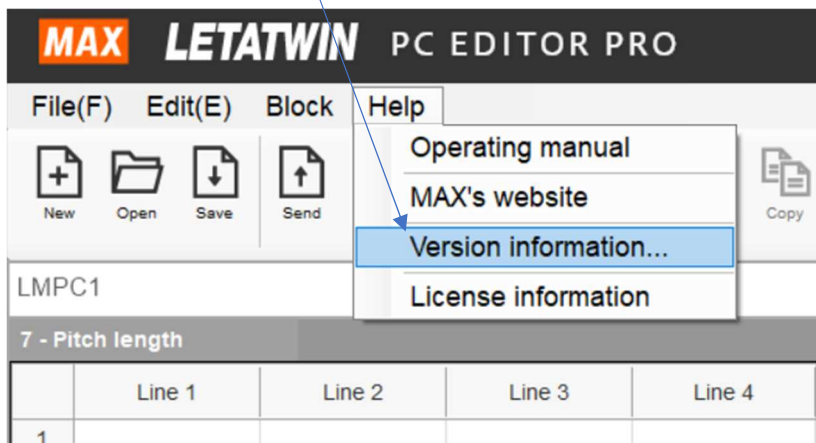 MAX LETATWIN PC EDITOR PRO
File(F) Edit(E) Block Help
Operating manual
MAX's website
Version information...
License information
New Open Save Send Copy
LMPC1
7 - Pitch length
Line 1 Line 2 Line 3 Line 4
1